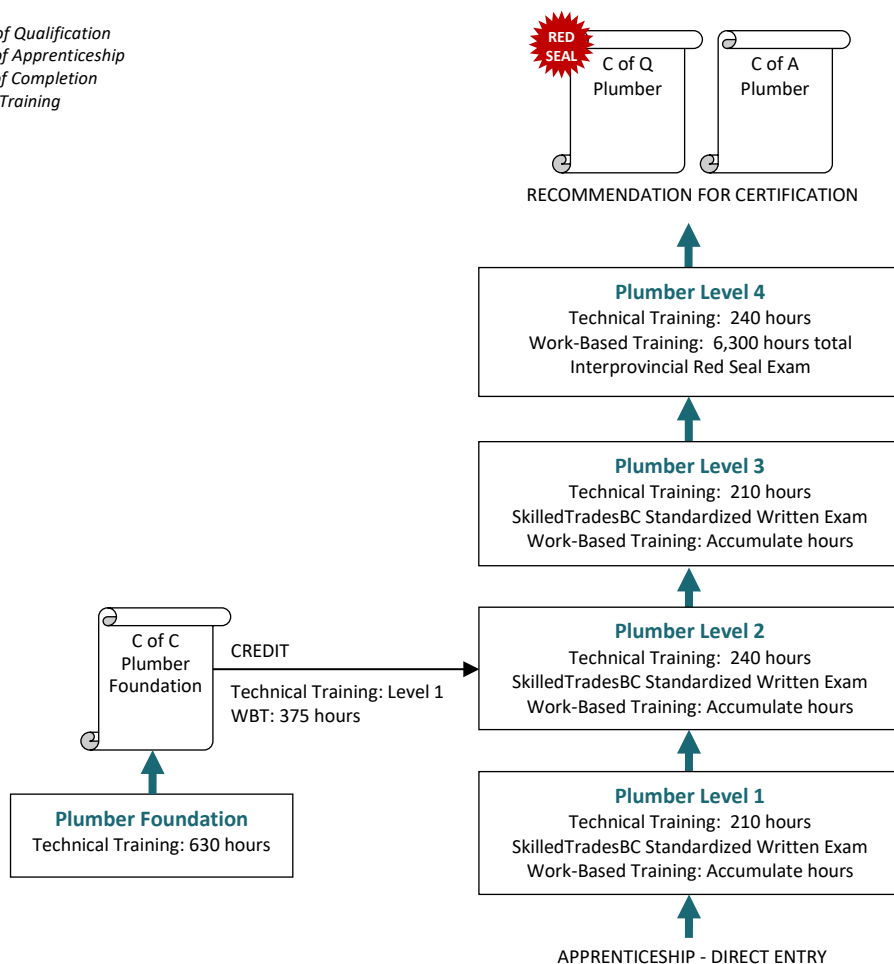 of Qualification
of Apprenticeship
of Completion
Training
RED
SEAL
C of Q
Plumber
C of A
Plumber
RECOMMENDATION FOR CERTIFICATION
Plumber Level 4
Technical Training: 240 hours
Work-Based Training: 6,300 hours total
Interprovincial Red Seal Exam
Plumber Level 3
Technical Training: 210 hours
SkilledTradesBC Standardized Written Exam
Work-Based Training: Accumulate hours
C of C
Plumber
Foundation
CREDIT
Technical Training: Level 1
WBT: 375 hours
Plumber Level 2
Technical Training: 240 hours
SkilledTradesBC Standardized Written Exam
Work-Based Training: Accumulate hours
Plumber Foundation
Technical Training: 630 hours
Plumber Level 1
Technical Training: 210 hours
SkilledTradesBC Standardized Written Exam
Work-Based Training: Accumulate hours
APPRENTICESHIP - DIRECT ENTRY